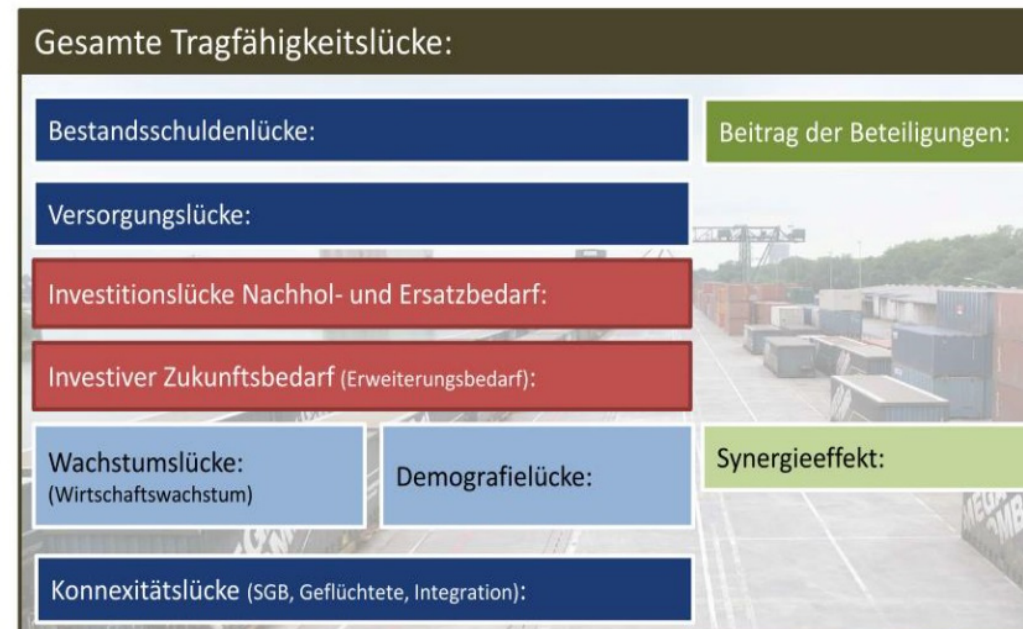 Gesamte Tragfähigkeitslücke:
Bestandsschuldenlücke:
Beitrag der Beteiligungen:
Versorgungslücke:
Investitionslücke Nachhol- und Ersatzbedarf:
Investiver Zukunftsbedarf (Erweiterungsbedarf):
Wachstumslücke:
(Wirtschaftswachstum)
Demografielücke:
Synergieeffekt:
Konnexitätslücke (SGB, Geflüchtete, Integration):